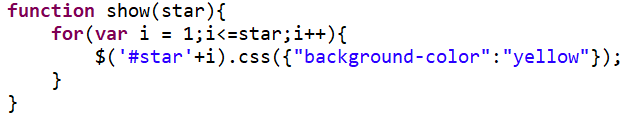 function show(star){
    for(var i = 1;i<=star;i++){
        $('#star'+i).css({"background-color":"yellow"});
    }
}